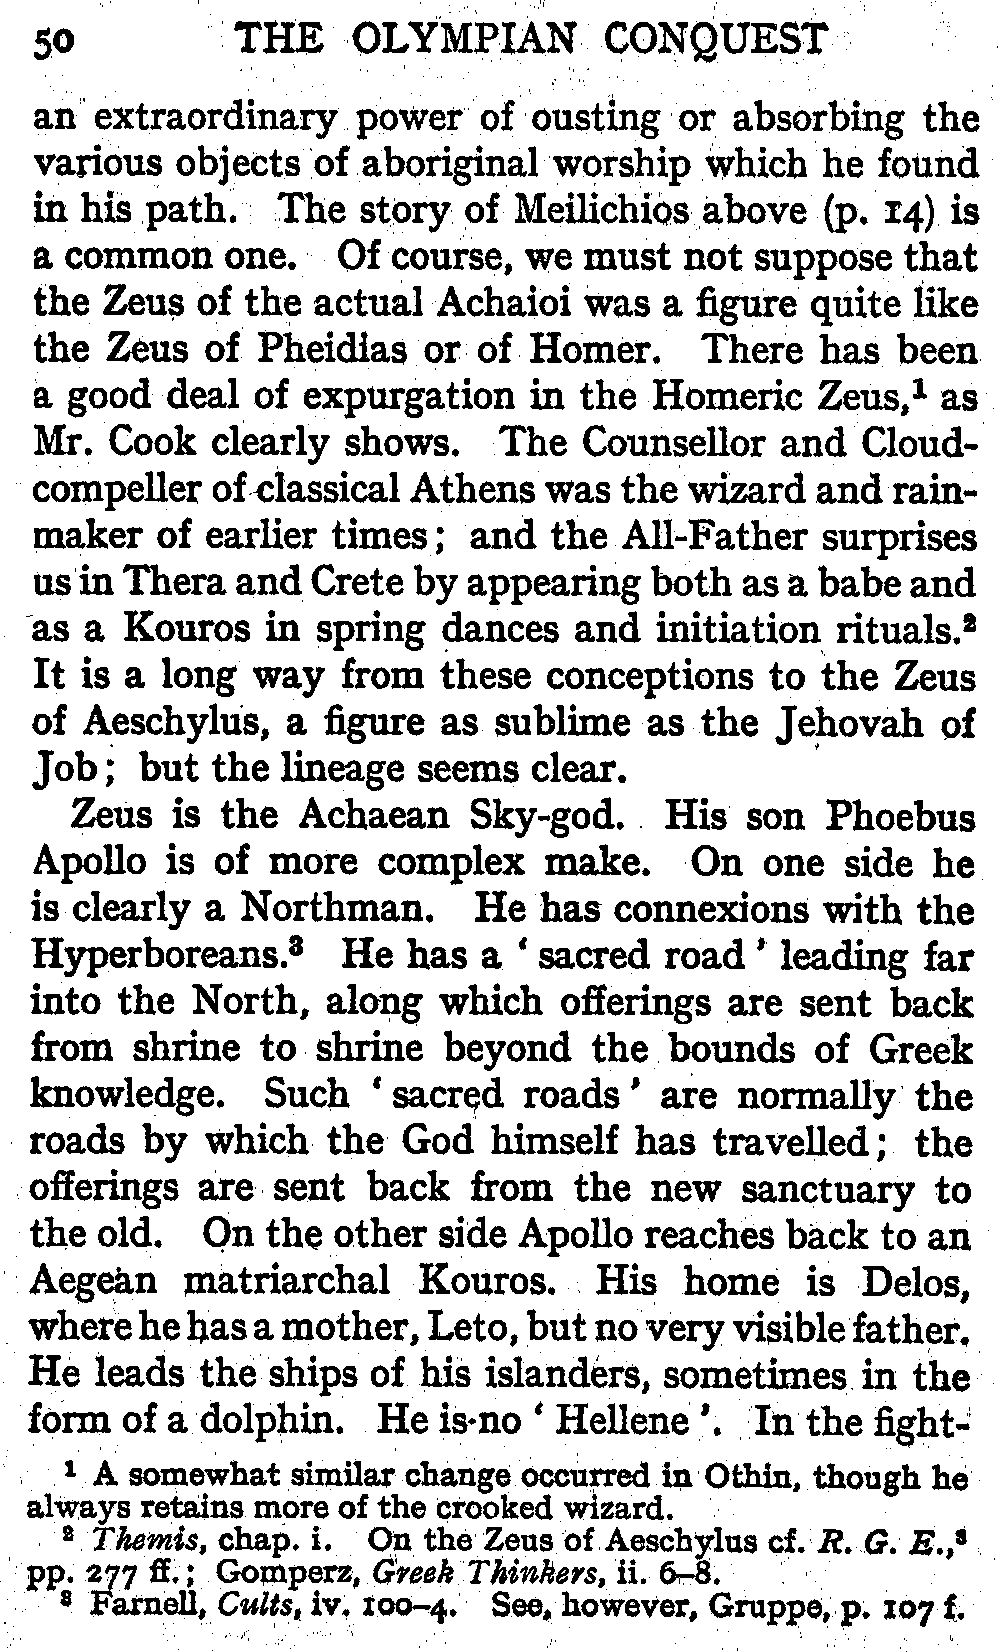 50 THE OLYMPIAN CONQUEST
an extraordinary power of ousting or absorbing the
various objects of aboriginal worship which he found
in his path. The story of Meilichios above (p. 14) is
a common one. Of course, we must not suppose that
the Zeus of the actual Achaioi was a figure quite like
the Zeus of Pheidias or of Homer. There has been
a good deal of expurgation in the Homeric Zeus,¹ as
Mr. Cook clearly shows. The Counsellor and Cloud-
compeller of classical Athens was the wizard and rain-
maker of earlier times; and the All-Father surprises
us in Thera and Crete by appearing both as a babe and
as a Kouros in spring dances and initiation rituals.²
It is a long way from these conceptions to the Zeus
of Aeschylus, a figure as sublime as the Jehovah of
Job; but the lineage seems clear.
Zeus is the Achaean Sky-god. His son Phoebus
Apollo is of more complex make. On one side he
is clearly a Northman. He has connexions with the
Hyperboreans.³ He has a ‘ sacred road ’ leading far
into the North, along which offerings are sent back
from shrine to shrine beyond the bounds of Greek
knowledge. Such ‘ sacred roads ’ are normally the
roads by which the God himself has travelled; the
offerings are sent back from the new sanctuary to
the old. On the other side Apollo reaches back to an
Aegean matriarchal Kouros. His home is Delos,
where he has a mother, Leto, but no very visible father.
He leads the ships of his islanders, sometimes in the
form of a dolphin. He is no ‘ Hellene ’. In the fight-
¹ A somewhat similar change occurred in Othin, though he
always retains more of the crooked wizard.
² Themis, chap. i. On the Zeus of Aeschylus cf. R. G. E.,³
pp. 277 ff.; Gomperz, Greek Thinkers, ii. 6–8.
³ Farnell, Cults, iv. 100–4. See, however, Gruppe, p. 107 f.